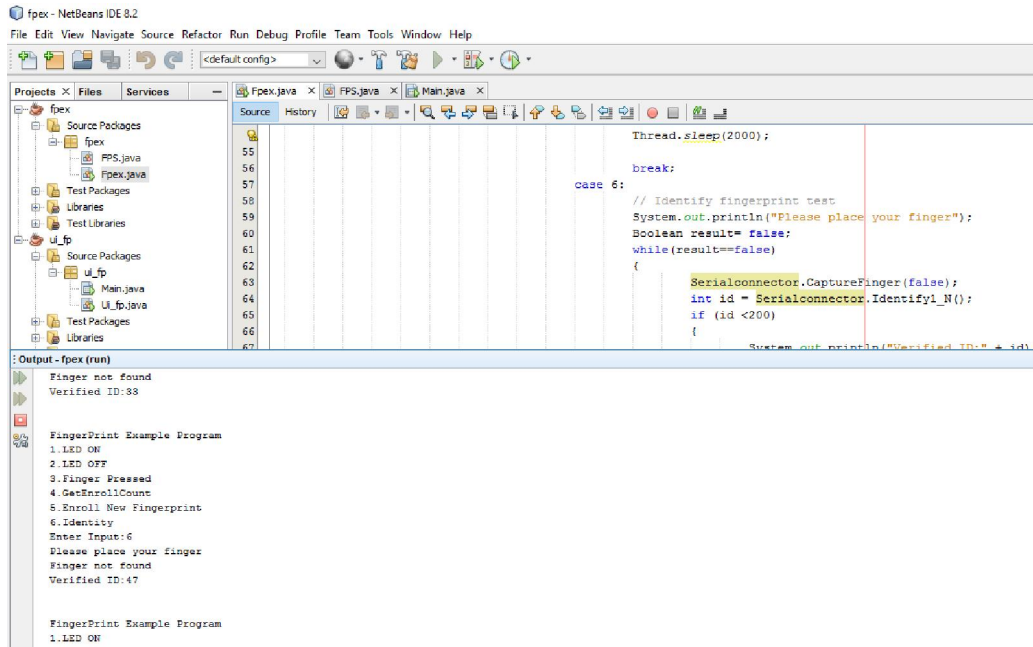 fpex - NetBeans IDE 8.2
File Edit View Navigate Source Refactor Run Debug Profile Team Tools Window Help
<default config>
Projects Files Services
Fpex.java FPS.java Main.java
Source History
fpex
Source Packages
fpex
FPS.java
Fpex.java
Test Packages
Libraries
Test Libraries
ui_fp
Source Packages
ui_fp
Main.java
Ui_fp.java
Test Packages
Libraries
Thread.sleep(2000);
55
56 break;
57 case 6:
58 // Identify fingerprint test
59 System.out.println("Please place your finger");
60 Boolean result= false;
61 while(result==false)
62 {
63 Serialconnector.CaptureFinger(false);
64 int id = Serialconnector.Identify1_N();
65 if (id <200)
66 {
67 System.out.println("Verified ID:" + id)
Output - fpex (run)
Finger not found
Verified ID:33
FingerPrint Example Program
1.LED ON
2.LED OFF
3.Finger Pressed
4.GetEnrollCount
5.Enroll New Fingerprint
6.Identity
Enter Input:6
Please place your finger
Finger not found
Verified ID:47
FingerPrint Example Program
1.LED ON